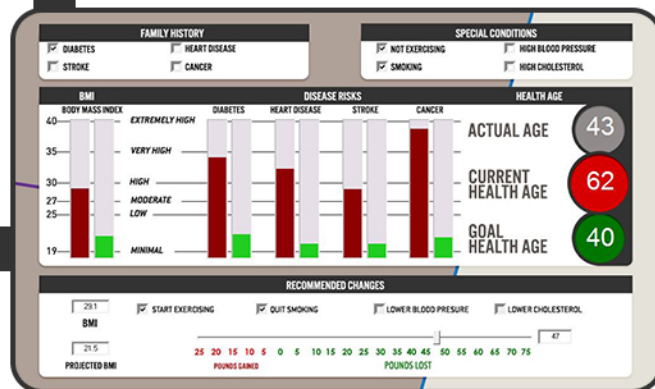 FAMILY HISTORY
DIABETES HEART DISEASE
STROKE CANCER
SPECIAL CONDITIONS
NOT EXERCISING HIGH BLOOD PRESSURE
SMOKING HIGH CHOLESTEROL
BMI DISEASE RISKS HEALTH AGE
BODY MASS INDEX DIABETES HEART DISEASE STROKE CANCER
40 EXTREMELY HIGH
35 VERY HIGH
30 HIGH
27 MODERATE
25 LOW
19 MINIMAL
ACTUAL AGE 43
CURRENT HEALTH AGE 62
GOAL HEALTH AGE 40
RECOMMENDED CHANGES
29.1 START EXERCISING QUIT SMOKING LOWER BLOOD PRESURE LOWER CHOLESTEROL
BMI
47
21.5 25 20 15 10 5 0 5 10 15 20 25 30 35 40 45 50 55 60 65 70 75
PROJECTED BMI POUNDS GAINED POUNDS LOST